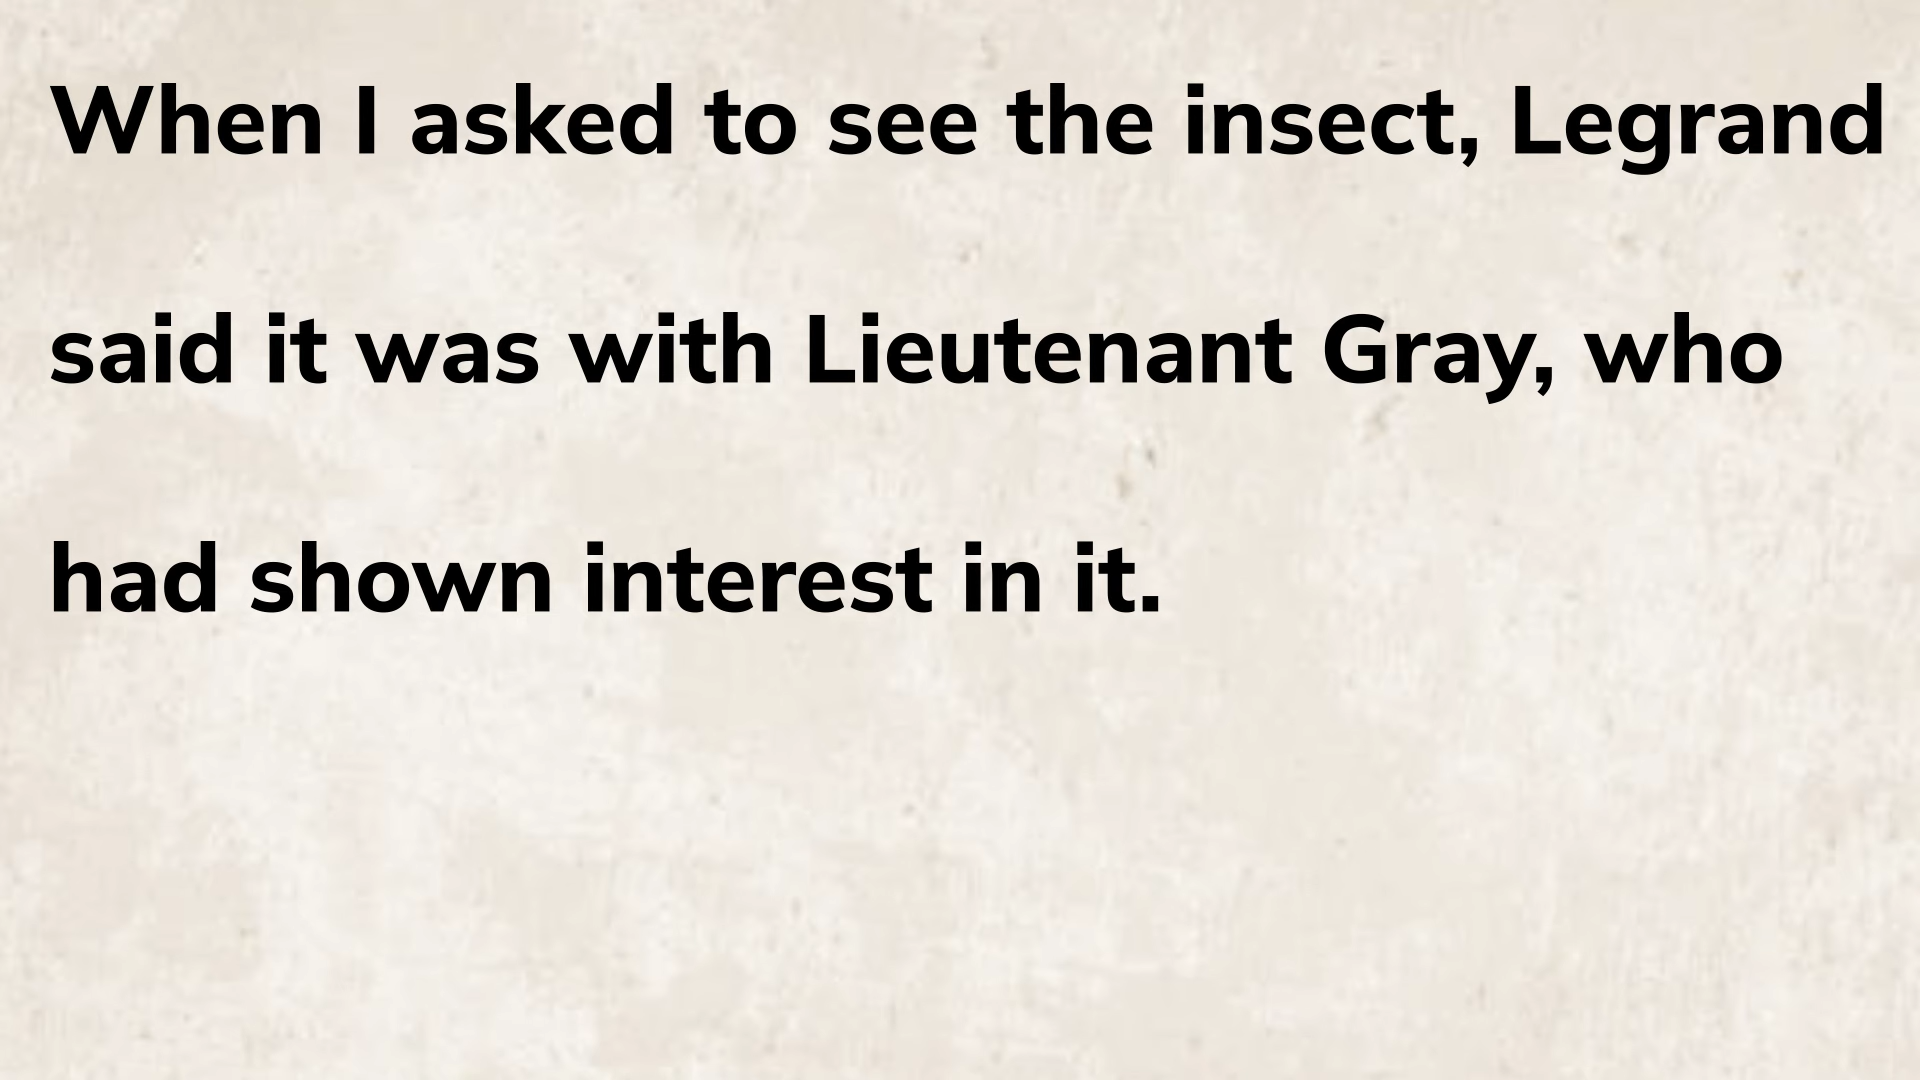 When I asked to see the insect, Legrand
said it was with Lieutenant Gray, who
had shown interest in it.